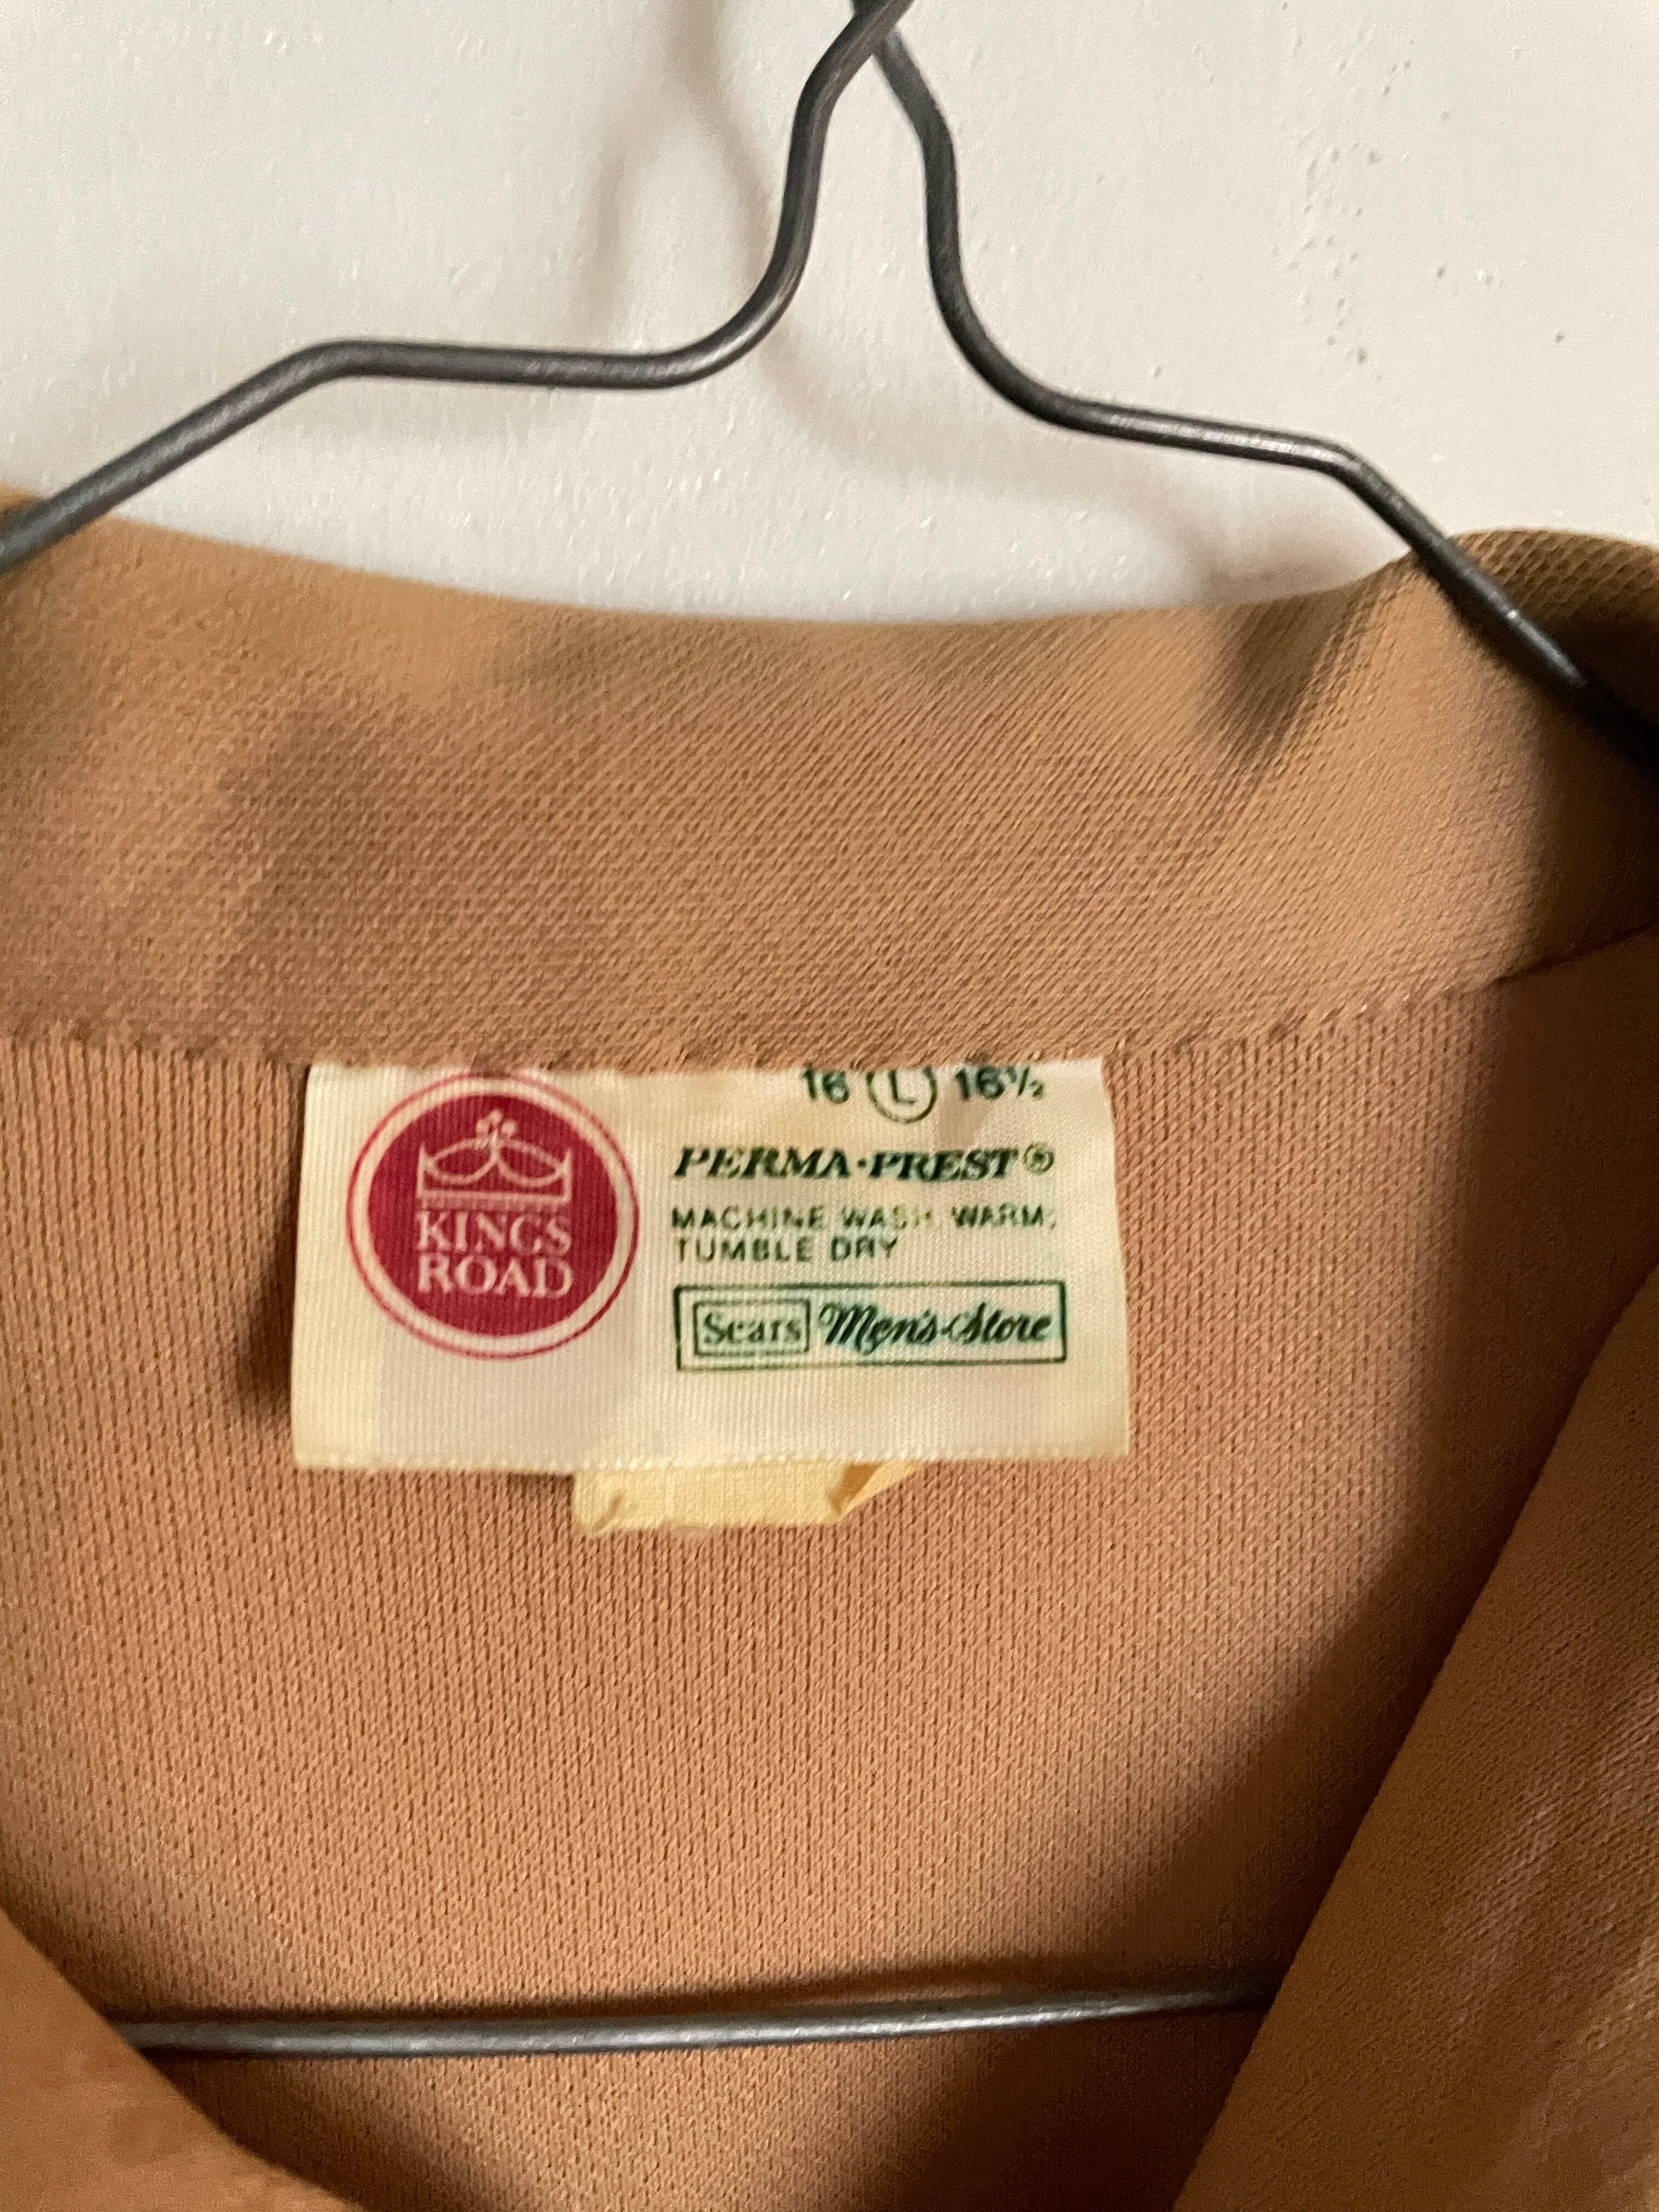 KINGS
ROAD
16 L 16½
PERMA·PREST®
MACHINE WASH WARM,
TUMBLE DRY
Sears Men's Store